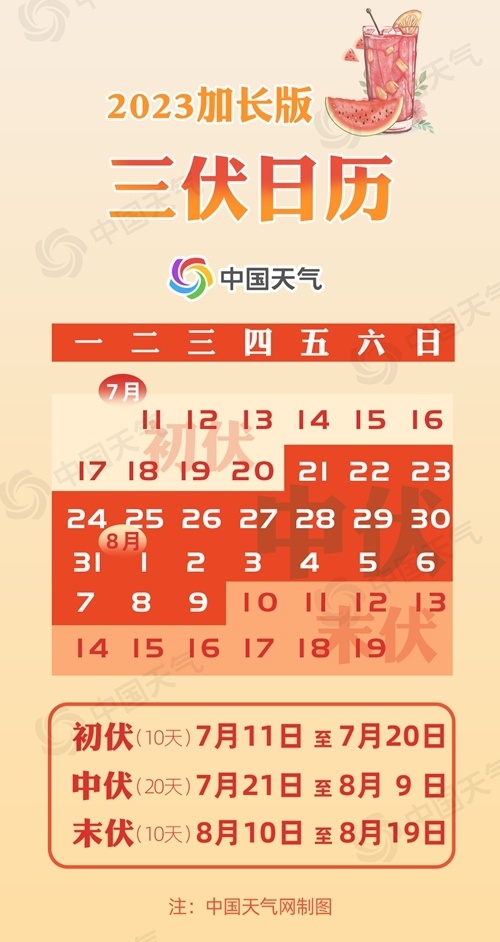 2023加长版
三伏日历
中国天气
一 二 三 四 五 六 日
7月
11 12 13 14 15 16
初伏
17 18 19 20 21 22 23
24 25 26 27 28 29 30
中伏
8月
31 1 2 3 4 5 6
7 8 9 10 11 12 13
末伏
14 15 16 17 18 19
初伏(10天)7月11日 至 7月20日
中伏(20天)7月21日 至 8月 9 日
末伏(10天)8月10日 至 8月19日
注：中国天气网制图